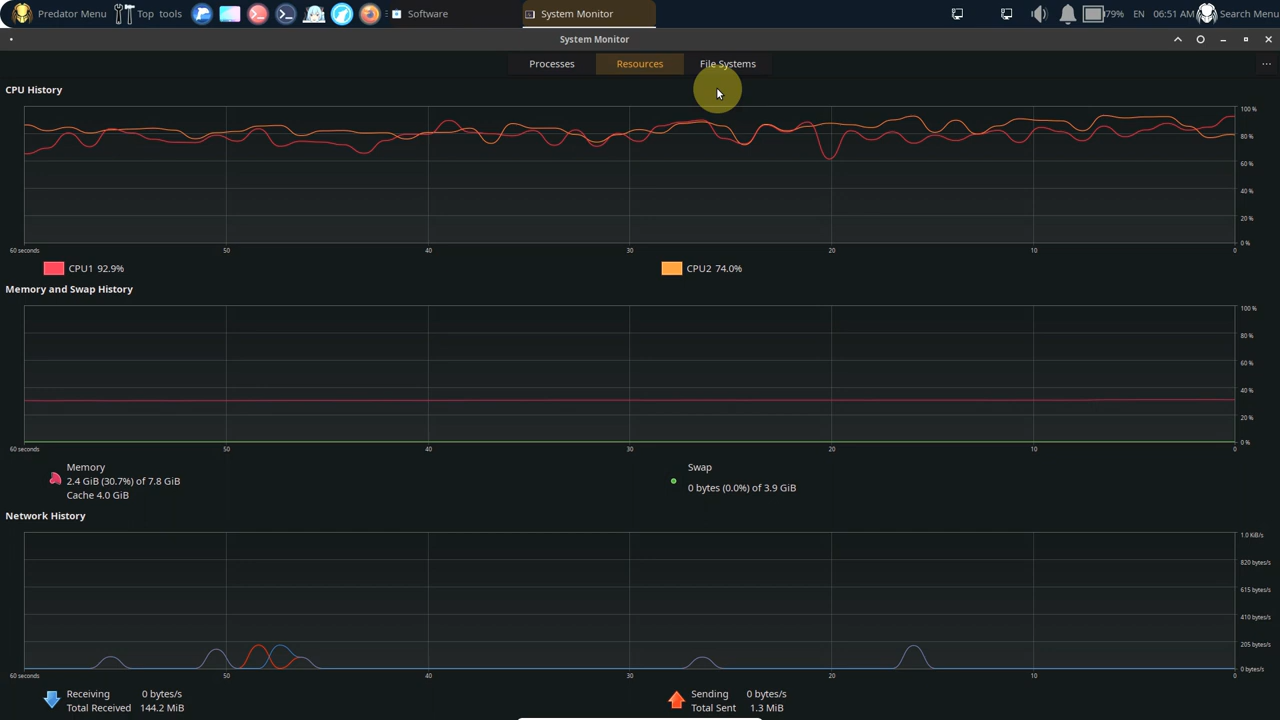 Predator Menu Top tools Software System Monitor 79% EN 06:51 AM Search Menu
System Monitor
Processes Resources File Systems
CPU History
100 %
80 %
60 %
40 %
20 %
0 %
60 seconds 50 40 30 20 10 0
CPU1 92.9% CPU2 74.0%
Memory and Swap History
100 %
80 %
60 %
40 %
20 %
0 %
60 seconds 50 40 30 20 10 0
Memory Swap
2.4 GiB (30.7%) of 7.8 GiB 0 bytes (0.0%) of 3.9 GiB
Cache 4.0 GiB
Network History
1.0 KiB/s
820 bytes/s
615 bytes/s
410 bytes/s
205 bytes/s
0 bytes/s
60 seconds 50 40 30 20 10 0
Receiving 0 bytes/s Sending 0 bytes/s
Total Received 144.2 MiB Total Sent 1.3 MiB